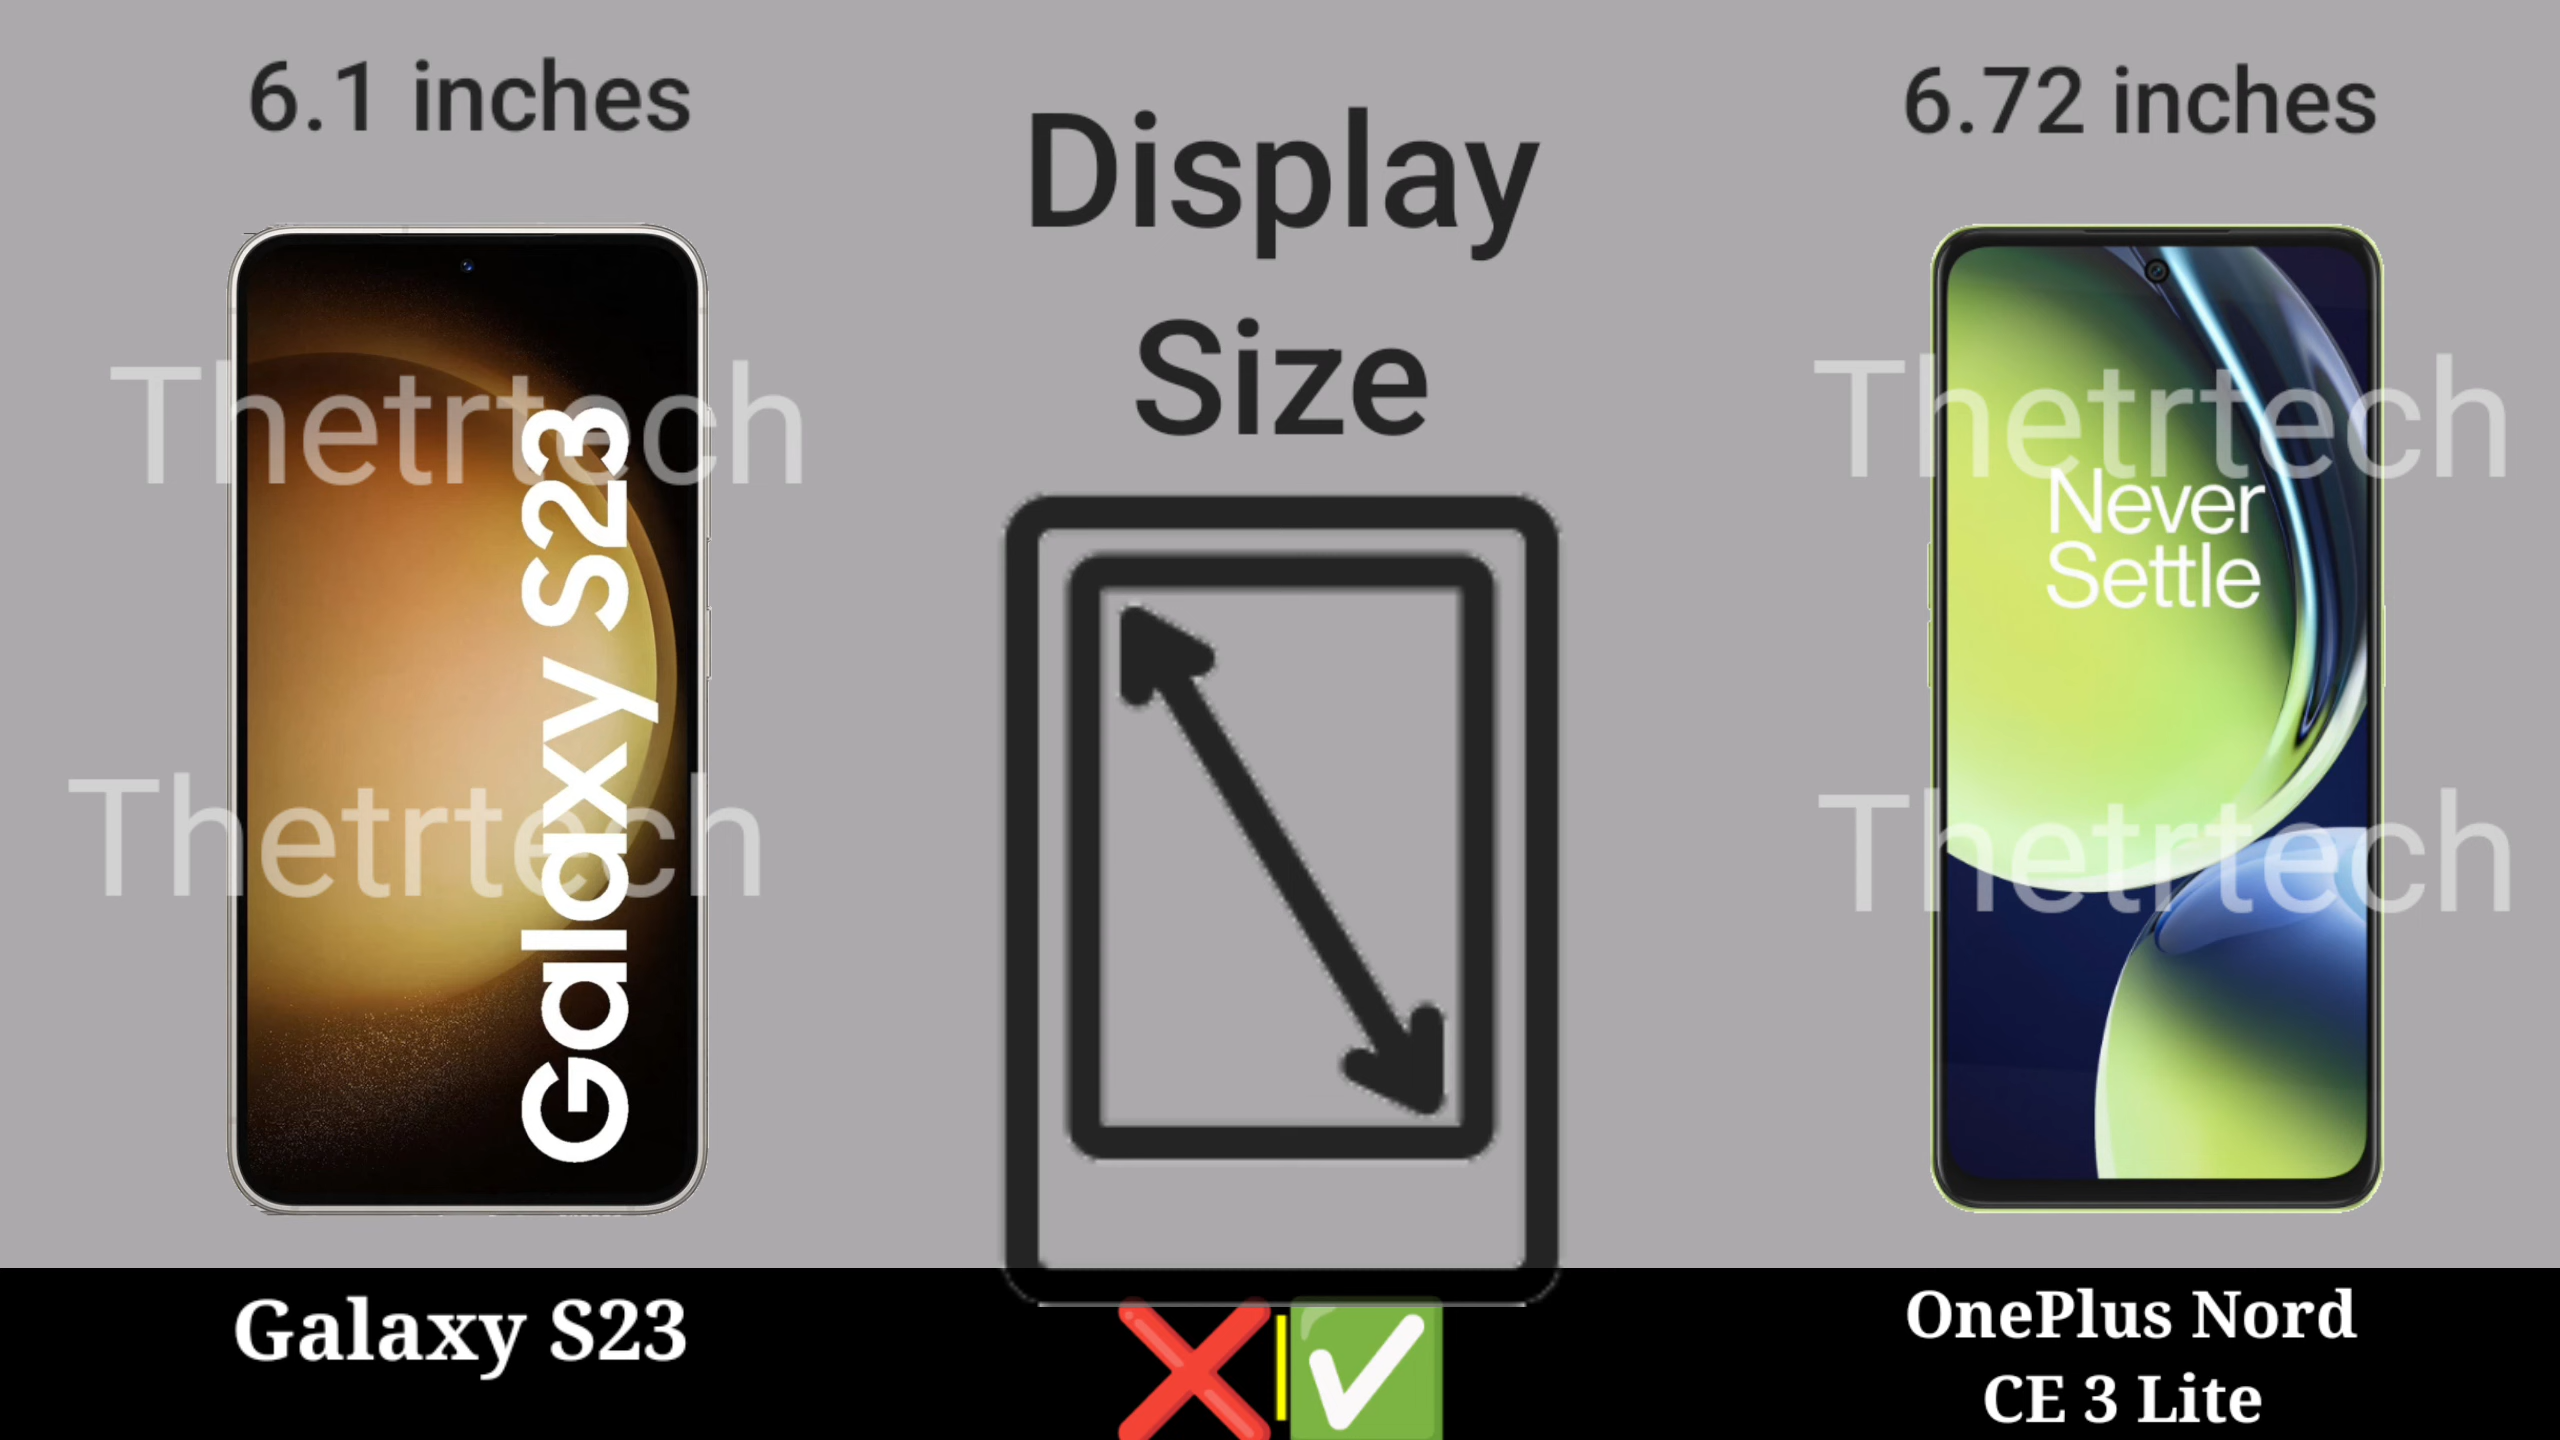 6.1 inches
Display
Size
6.72 inches
Thetrtech
Galaxy S23
Thetrtech
Thetrtech
Never
Settle
Thetrtech
Galaxy S23
OnePlus Nord
CE 3 Lite